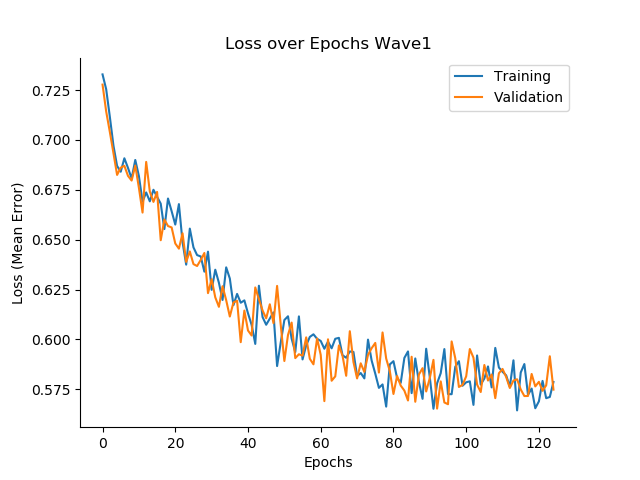 Loss over Epochs Wave1
Training
Validation
Loss (Mean Error)
0.725
0.700
0.675
0.650
0.625
0.600
0.575
0 20 40 60 80 100 120
Epochs